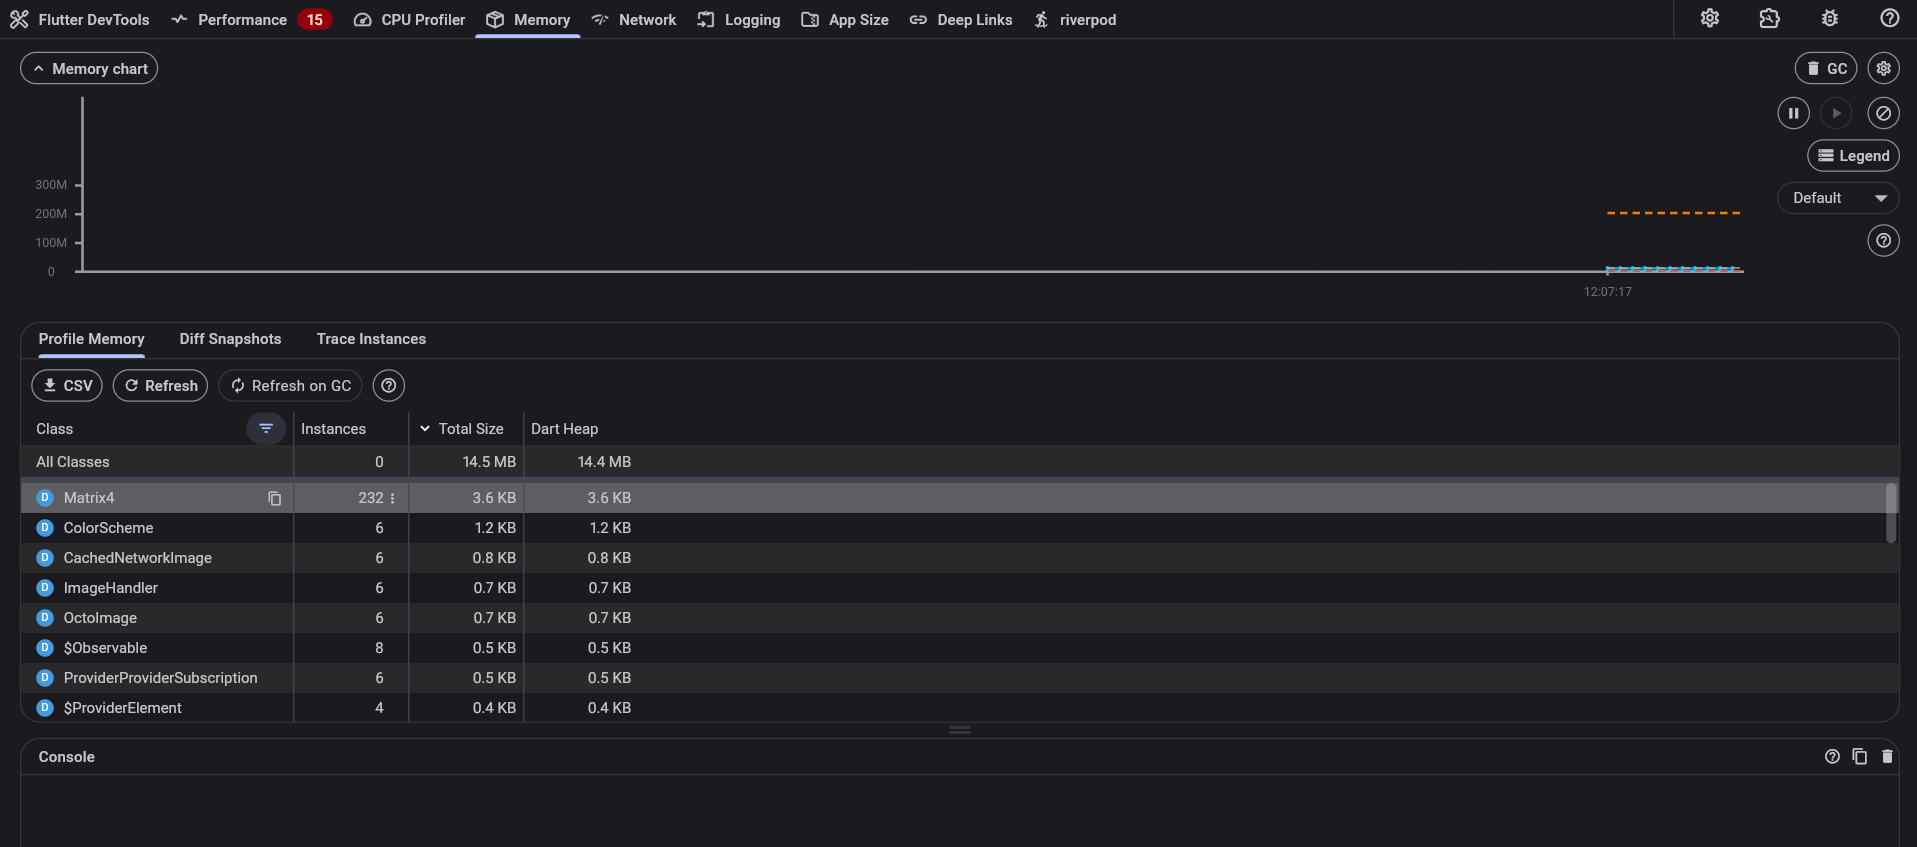 Flutter DevTools Performance 15 CPU Profiler Memory Network Logging App Size Deep Links riverpod
Memory chart GC
Legend
Default
300M
200M
100M
0
12:07:17
Profile Memory Diff Snapshots Trace Instances
CSV Refresh Refresh on GC
Class Instances Total Size Dart Heap
All Classes 0 14.5 MB 14.4 MB
D Matrix4 232 3.6 KB 3.6 KB
D ColorScheme 6 1.2 KB 1.2 KB
D CachedNetworkImage 6 0.8 KB 0.8 KB
D ImageHandler 6 0.7 KB 0.7 KB
D OctoImage 6 0.7 KB 0.7 KB
D $Observable 8 0.5 KB 0.5 KB
D ProviderProviderSubscription 6 0.5 KB 0.5 KB
D $ProviderElement 4 0.4 KB 0.4 KB
Console